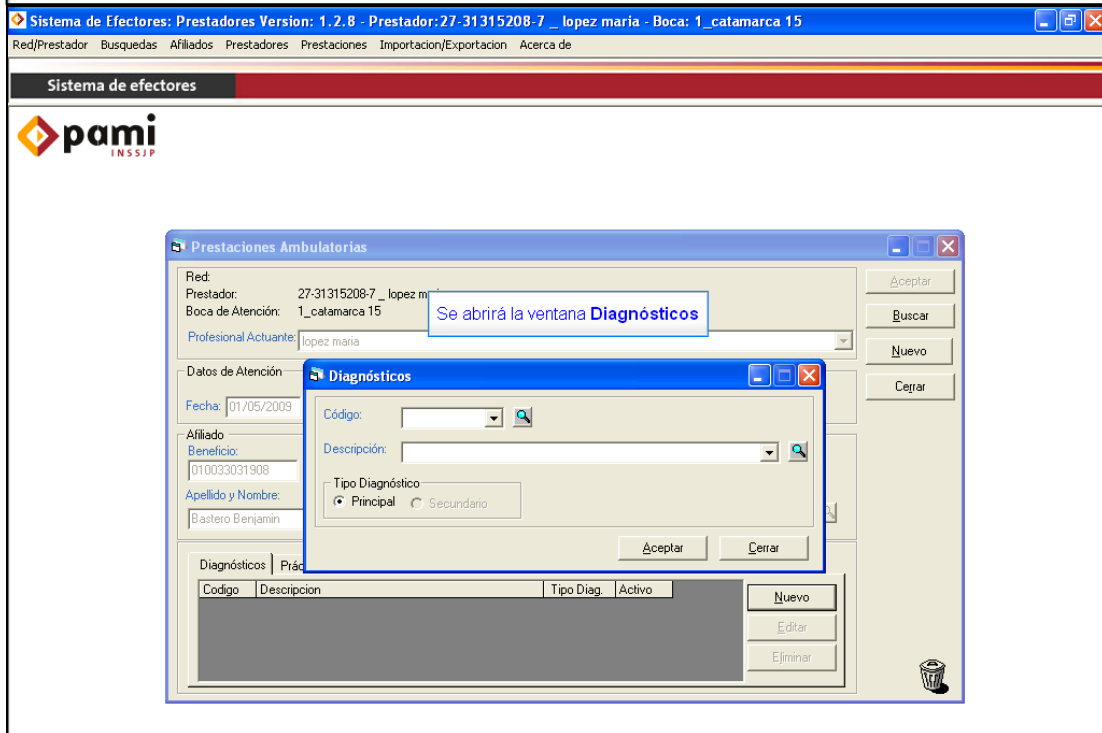 Sistema de Efectores: Prestadores Version: 1.2.8 - Prestador:27-31315208-7 _ lopez maria - Boca: 1_catamarca 15
Red/Prestador Busquedas Afiliados Prestadores Prestaciones Importacion/Exportacion Acerca de
Sistema de efectores
pami
INSSJP
Prestaciones Ambulatorias
Red:
Prestador: 27-31315208-7 _ lopez m
Boca de Atención: 1_catamarca 15
Se abrirá la ventana Diagnósticos
Profesional Actuante: lopez maria
Aceptar
Buscar
Nuevo
Cerrar
Datos de Atención
Fecha: 01/05/2009
Afiliado
Beneficio:
010033031908
Apellido y Nombre:
Bastero Benjamin
Diagnósticos
Código:
Descripción:
Tipo Diagnóstico
Principal Secundario
Aceptar Cerrar
Diagnósticos Prác
Codigo Descripcion Tipo Diag. Activo
Nuevo
Editar
Eliminar